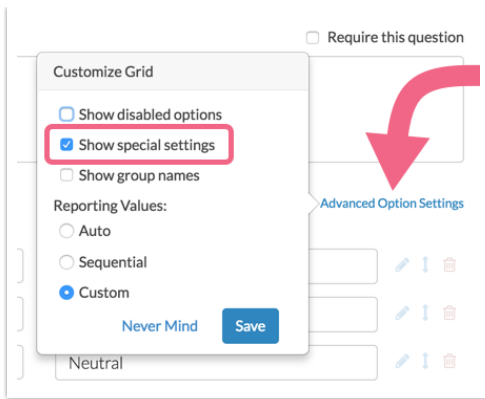 Require this question
Customize Grid
Show disabled options
Show special settings
Show group names
Reporting Values:
Advanced Option Settings
Auto
Sequential
Custom
Never Mind
Save
Neutral